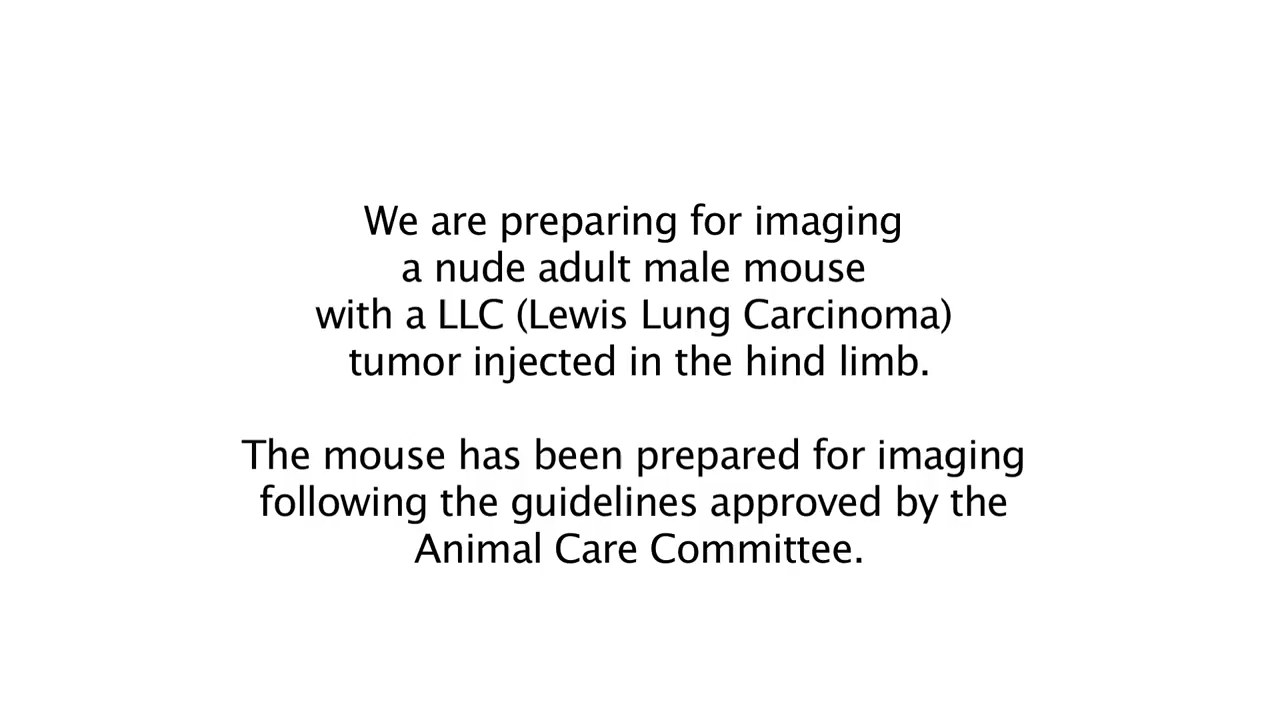 We are preparing for imaging
a nude adult male mouse
with a LLC (Lewis Lung Carcinoma)
tumor injected in the hind limb.
The mouse has been prepared for imaging
following the guidelines approved by the
Animal Care Committee.